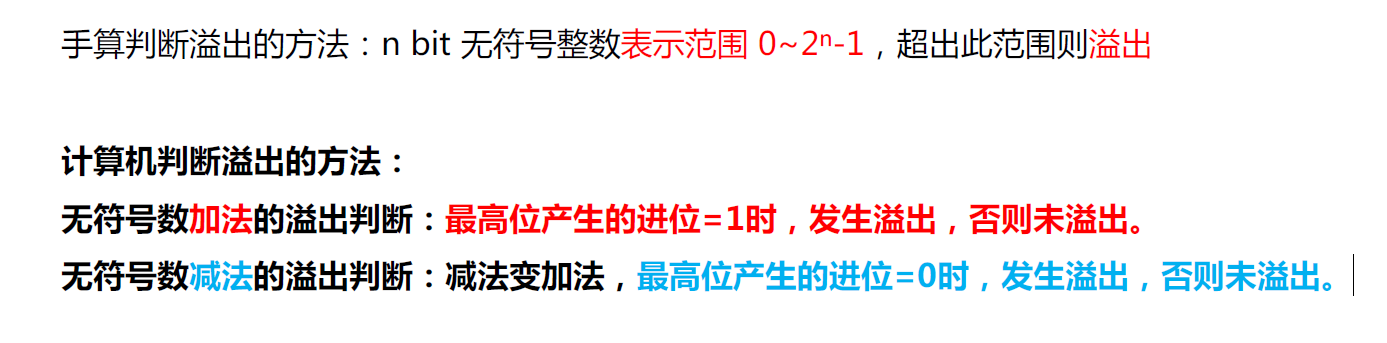 手算判断溢出的方法：n bit 无符号整数表示范围 0~2ⁿ-1，超出此范围则溢出
计算机判断溢出的方法：
无符号数加法的溢出判断：最高位产生的进位=1时，发生溢出，否则未溢出。
无符号数减法的溢出判断：减法变加法，最高位产生的进位=0时，发生溢出，否则未溢出。